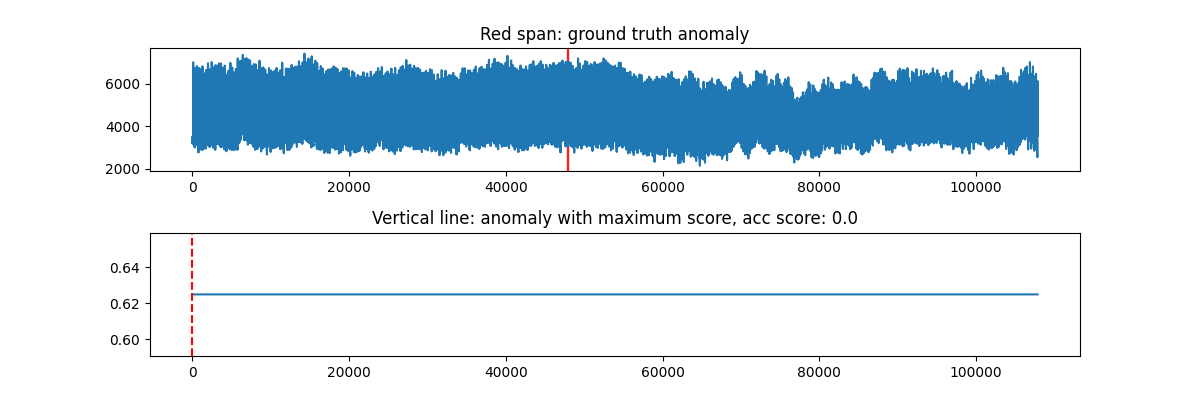 Red span: ground truth anomaly
6000
4000
2000
0 20000 40000 60000 80000 100000
Vertical line: anomaly with maximum score, acc score: 0.0
0.64
0.62
0.60
0 20000 40000 60000 80000 100000